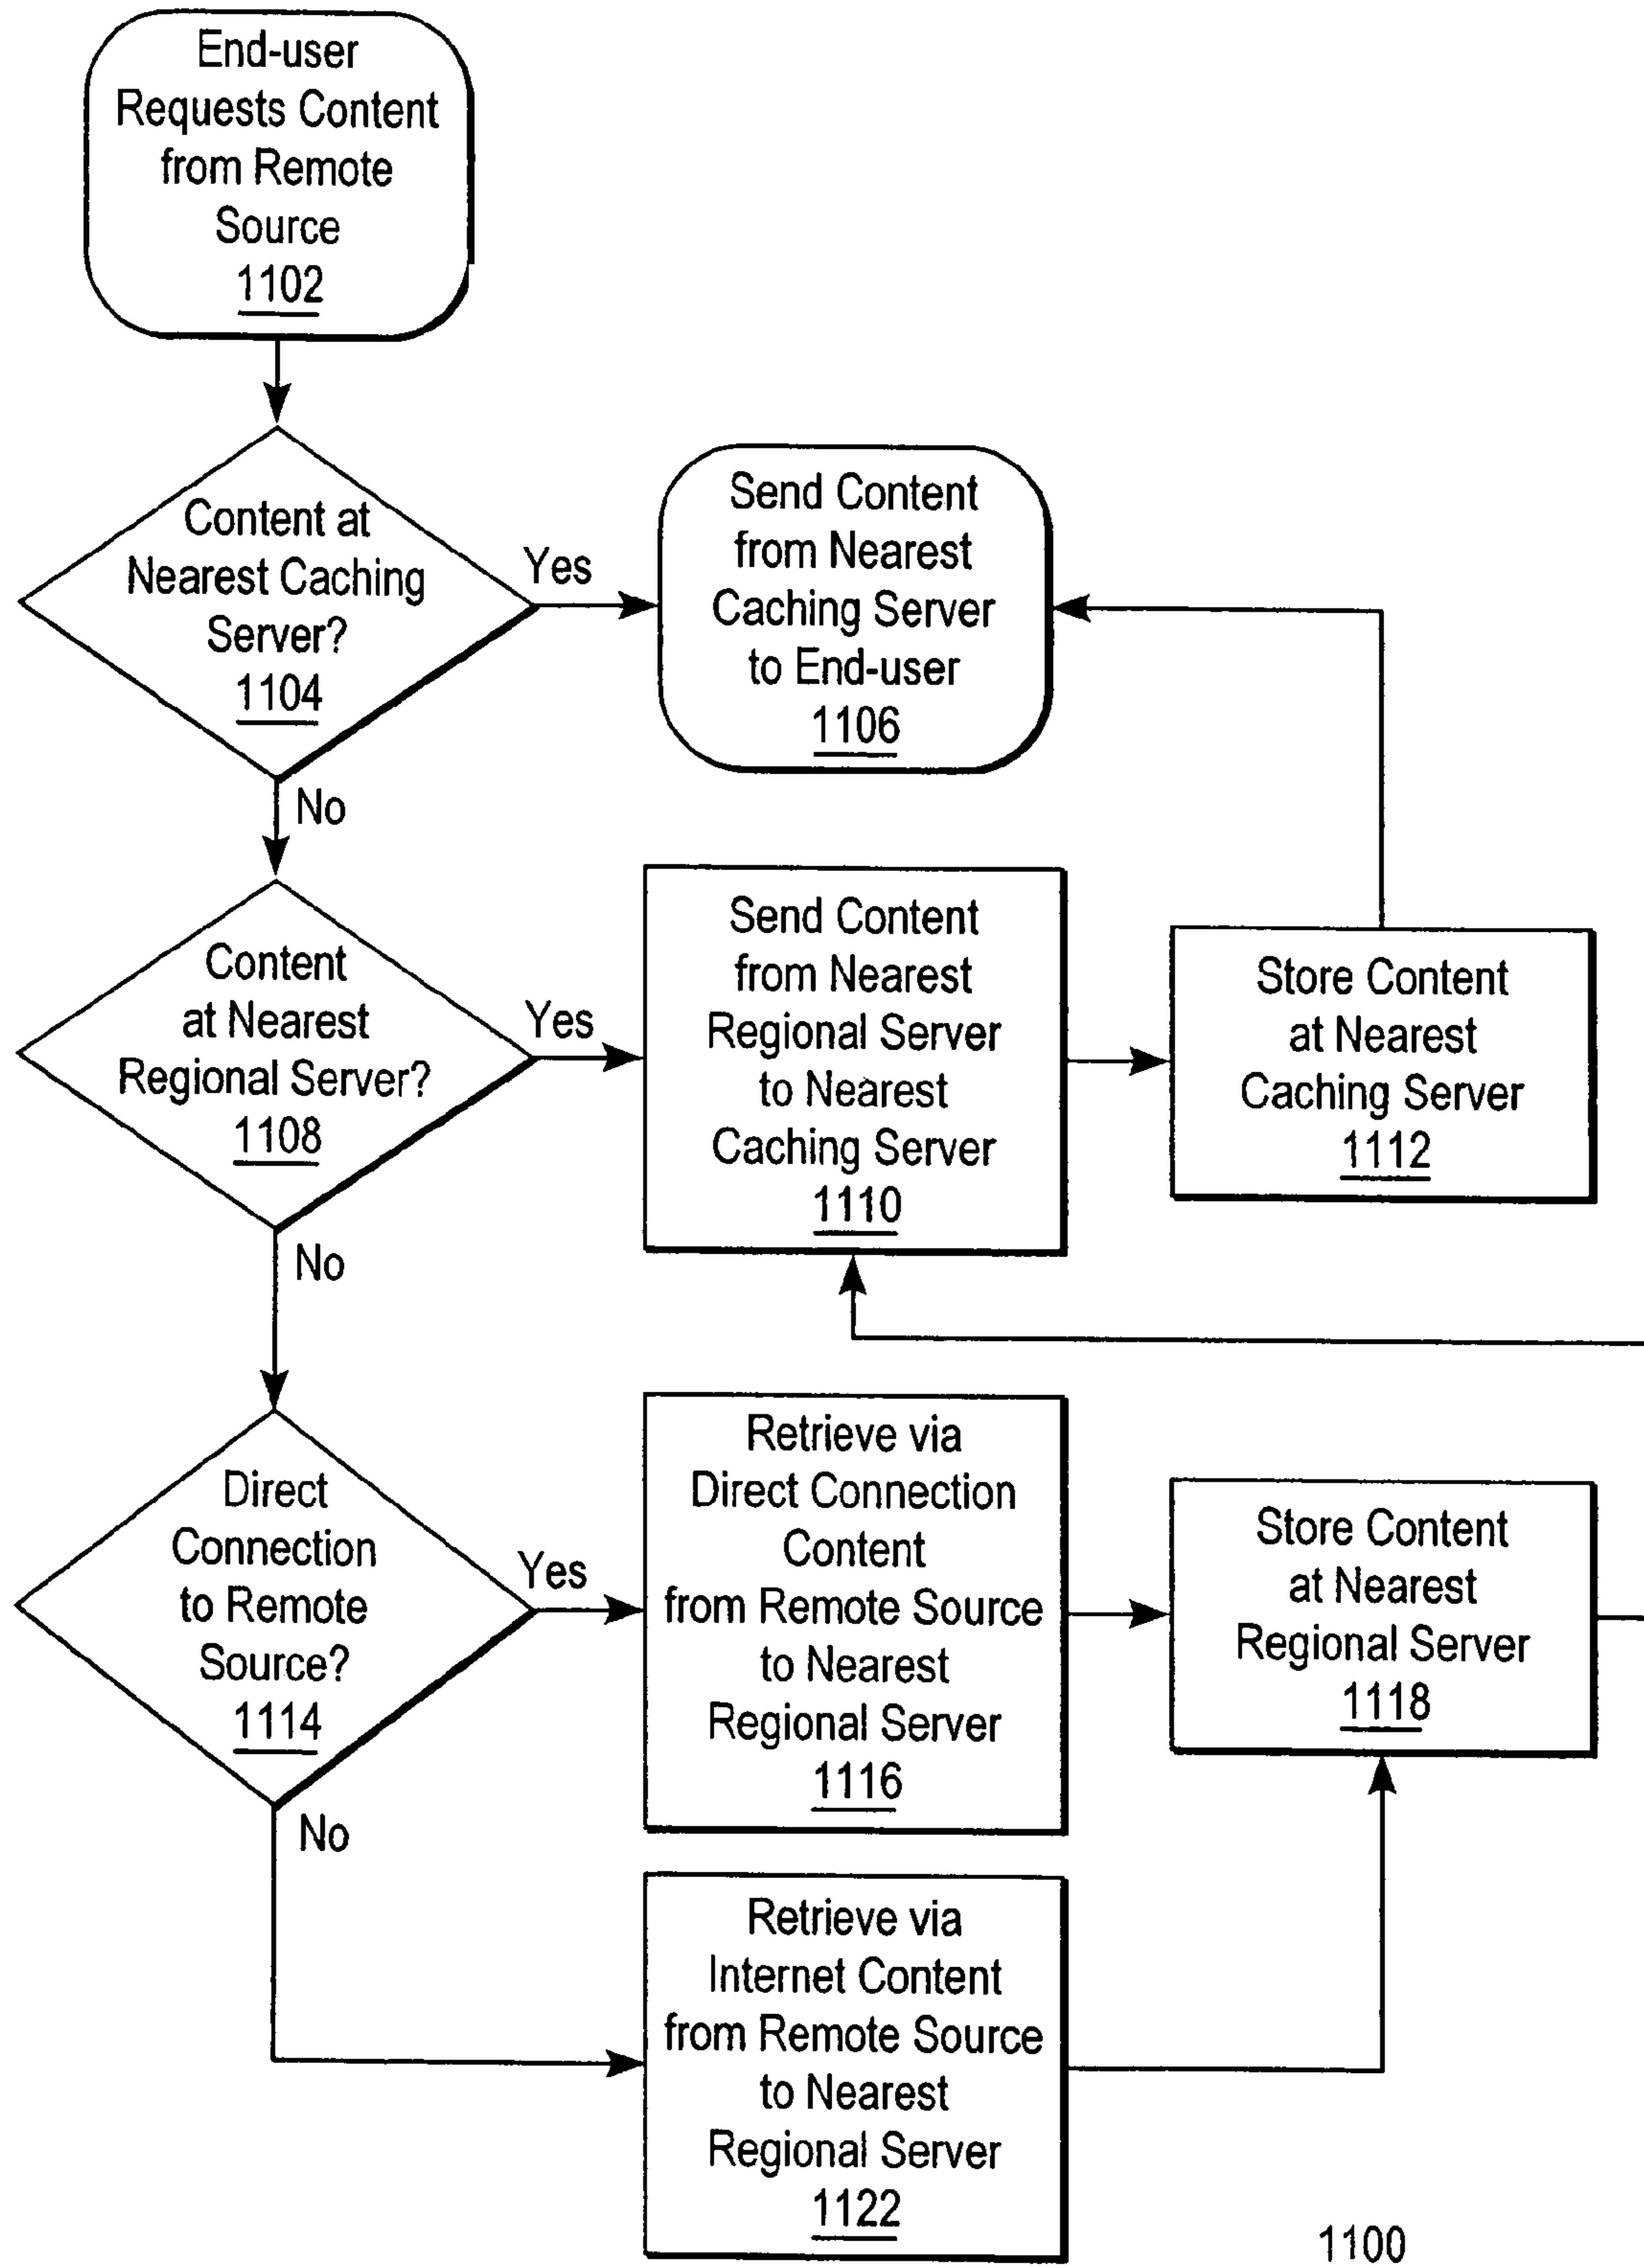 End-user
Requests Content
from Remote
Source
1102
Content at
Nearest Caching
Server?
1104
Yes
No
Send Content
from Nearest
Caching Server
to End-user
1106
Content
at Nearest
Regional Server?
1108
Yes
No
Send Content
from Nearest
Regional Server
to Nearest
Caching Server
1110
Store Content
at Nearest
Caching Server
1112
Direct
Connection
to Remote
Source?
1114
Yes
No
Retrieve via
Direct Connection
Content
from Remote Source
to Nearest
Regional Server
1116
Store Content
at Nearest
Regional Server
1118
Retrieve via
Internet Content
from Remote Source
to Nearest
Regional Server
1122
1100